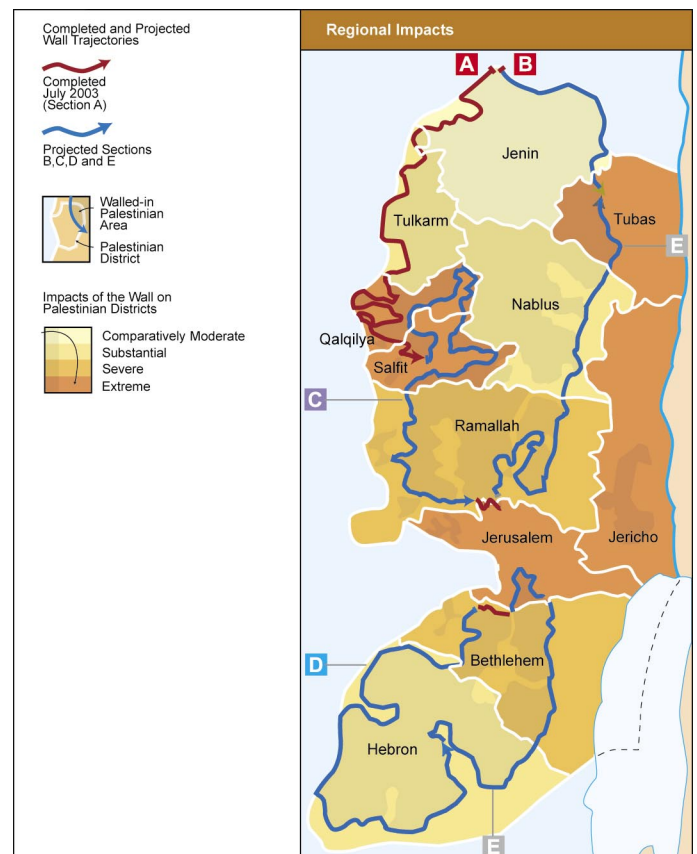 Completed and Projected
Wall Trajectories
Completed
July 2003
(Section A)
Projected Sections
B,C,D and E
Walled-in
Palestinian
Area
Palestinian
District
Impacts of the Wall on
Palestinian Districts
Comparatively Moderate
Substantial
Severe
Extreme
Regional Impacts
A B
Jenin
Tulkarm
Tubas
E
Nablus
Qalqilya
Salfit
C
Ramallah
Jerusalem
Jericho
Bethlehem
D
Hebron
E